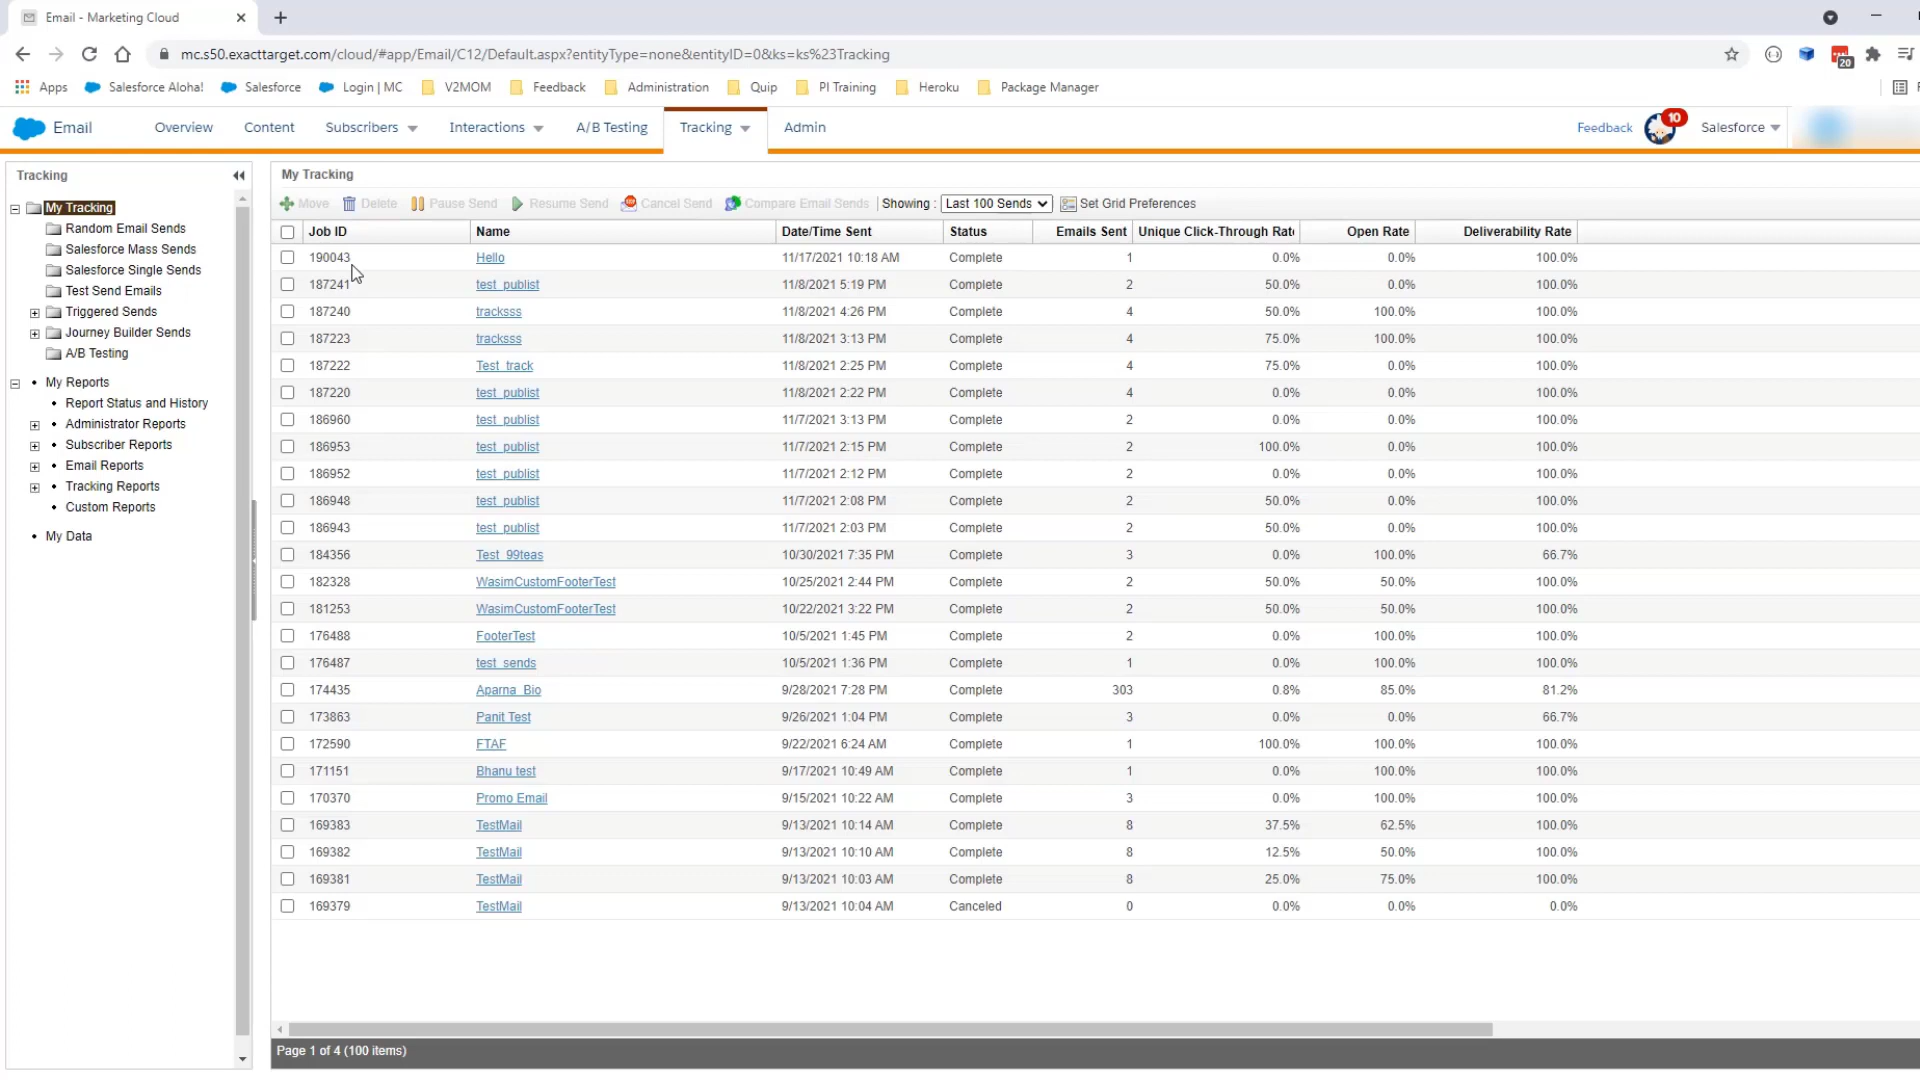 Email - Marketing Cloud
mc.s50.exacttarget.com/cloud/#app/Email/C12/Default.aspx?entityType=none&entityID=0&ks=ks%23Tracking
20
Apps Salesforce Aloha! Salesforce Login | MC V2MOM Feedback Administration Quip PI Training Heroku Package Manager
Email Overview Content Subscribers Interactions A/B Testing Tracking Admin Feedback 10 Salesforce
Tracking
My Tracking
Random Email Sends
Salesforce Mass Sends
Salesforce Single Sends
Test Send Emails
Triggered Sends
Journey Builder Sends
A/B Testing
My Reports
Report Status and History
Administrator Reports
Subscriber Reports
Email Reports
Tracking Reports
Custom Reports
My Data
My Tracking
Move Delete Pause Send Resume Send Cancel Send Compare Email Sends Showing : Last 100 Sends Set Grid Preferences
Job ID Name Date/Time Sent Status Emails Sent Unique Click-Through Rate Open Rate Deliverability Rate
190043 Hello 11/17/2021 10:18 AM Complete 1 0.0% 0.0% 100.0%
187241 test_publist 11/8/2021 5:19 PM Complete 2 50.0% 0.0% 100.0%
187240 tracksss 11/8/2021 4:26 PM Complete 4 50.0% 100.0% 100.0%
187223 tracksss 11/8/2021 3:13 PM Complete 4 75.0% 100.0% 100.0%
187222 Test_track 11/8/2021 2:25 PM Complete 4 75.0% 0.0% 100.0%
187220 test_publist 11/8/2021 2:22 PM Complete 4 0.0% 0.0% 100.0%
186960 test_publist 11/7/2021 3:13 PM Complete 2 0.0% 0.0% 100.0%
186953 test_publist 11/7/2021 2:15 PM Complete 2 100.0% 0.0% 100.0%
186952 test_publist 11/7/2021 2:12 PM Complete 2 0.0% 0.0% 100.0%
186948 test_publist 11/7/2021 2:08 PM Complete 2 50.0% 0.0% 100.0%
186943 test_publist 11/7/2021 2:03 PM Complete 2 50.0% 0.0% 100.0%
184356 Test_99teas 10/30/2021 7:35 PM Complete 3 0.0% 100.0% 66.7%
182328 WasimCustomFooterTest 10/25/2021 2:44 PM Complete 2 50.0% 50.0% 100.0%
181253 WasimCustomFooterTest 10/22/2021 3:22 PM Complete 2 50.0% 50.0% 100.0%
176488 FooterTest 10/5/2021 1:45 PM Complete 2 0.0% 100.0% 100.0%
176487 test_sends 10/5/2021 1:36 PM Complete 1 0.0% 100.0% 100.0%
174435 Aparna_Bio 9/28/2021 7:28 PM Complete 303 0.8% 85.0% 81.2%
173863 Panit Test 9/26/2021 1:04 PM Complete 3 0.0% 0.0% 66.7%
172590 FTAF 9/22/2021 6:24 AM Complete 1 100.0% 100.0% 100.0%
171151 Bhanu test 9/17/2021 10:49 AM Complete 1 0.0% 100.0% 100.0%
170370 Promo Email 9/15/2021 10:22 AM Complete 3 0.0% 100.0% 100.0%
169383 TestMail 9/13/2021 10:14 AM Complete 8 37.5% 62.5% 100.0%
169382 TestMail 9/13/2021 10:10 AM Complete 8 12.5% 50.0% 100.0%
169381 TestMail 9/13/2021 10:03 AM Complete 8 25.0% 75.0% 100.0%
169379 TestMail 9/13/2021 10:04 AM Canceled 0 0.0% 0.0% 0.0%
Page 1 of 4 (100 items)